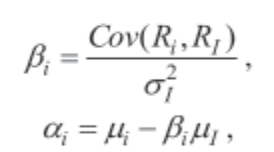 β_i = Cov(R_i, R_I) / σ_I^2 ,
α_i = μ_i − β_i μ_I ,